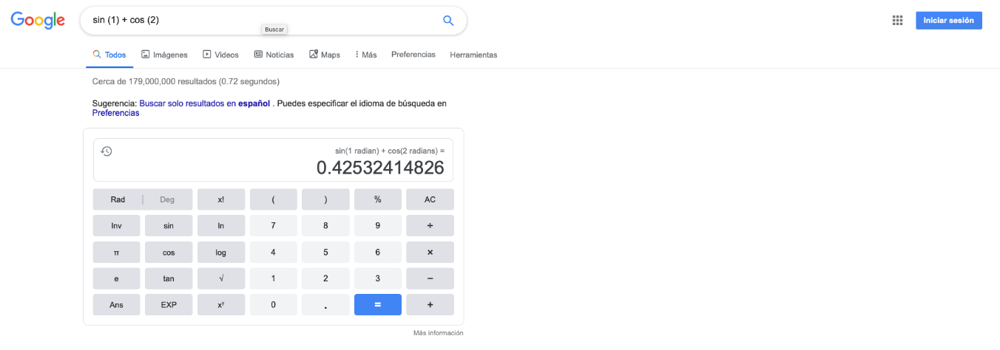 Google sin (1) + cos (2) Iniciar sesión
Buscar
Todos Imágenes Videos Noticias Maps Más Preferencias Herramientas
Cerca de 179,000,000 resultados (0.72 segundos)
Sugerencia: Buscar solo resultados en español . Puedes especificar el idioma de búsqueda en
Preferencias
sin(1 radian) + cos(2 radians) =
0.42532414826
Rad | Deg x! ( ) % AC
Inv sin ln 7 8 9 ÷
π cos log 4 5 6 ×
e tan √ 1 2 3 −
Ans EXP xʸ 0 . = +
Más información